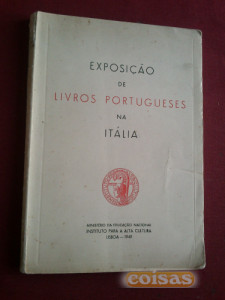 EXPOSIÇÃO
DE
LIVROS PORTUGUESES
NA
ITÁLIA
MINISTÉRIO DA EDUCAÇÃO NACIONAL
INSTITUTO PARA A ALTA CULTURA
LISBOA
coisas